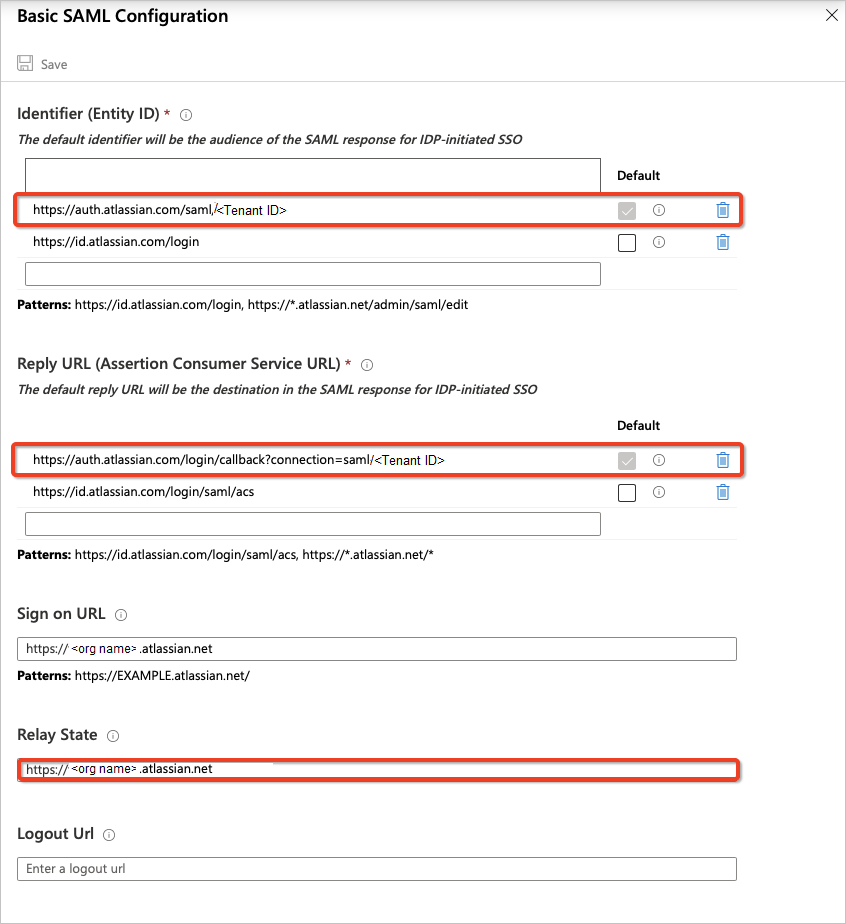 Basic SAML Configuration
Save
Identifier (Entity ID) *
The default identifier will be the audience of the SAML response for IDP-initiated SSO
Default
https://auth.atlassian.com/saml/<Tenant ID>
https://id.atlassian.com/login
Patterns: https://id.atlassian.com/login, https://*.atlassian.net/admin/saml/edit
Reply URL (Assertion Consumer Service URL) *
The default reply URL will be the destination in the SAML response for IDP-initiated SSO
Default
https://auth.atlassian.com/login/callback?connection=saml/<Tenant ID>
https://id.atlassian.com/login/saml/acs
Patterns: https://id.atlassian.com/login/saml/acs, https://*.atlassian.net/*
Sign on URL
https:// <org name> .atlassian.net
Patterns: https://EXAMPLE.atlassian.net/
Relay State
https:// <org name> .atlassian.net
Logout Url
Enter a logout url